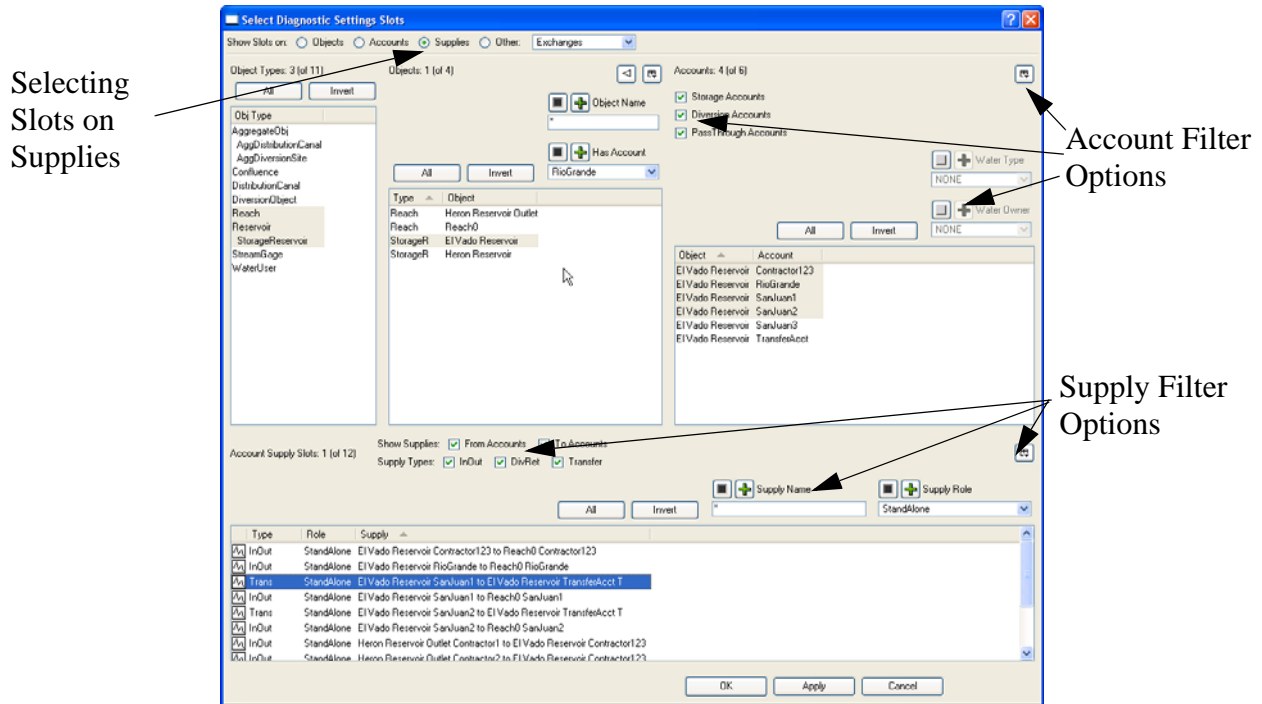 Select Diagnostic Settings Slots
Show Slots on: Objects Accounts Supplies Other: Exchanges
Selecting
Slots on
Supplies
Object Types: 3 (of 11)
All Invert
Obj Type
AggregateObj
AggDistributionCanal
AggDiversionSite
Confluence
DistributionCanal
DiversionObject
Reach
Reservoir
StorageReservoir
StreamGage
WaterUser
Objects: 1 (of 4)
Object Name
*
Has Account
All Invert RioGrande
Type Object
Reach Heron Reservoir Outlet
Reach Reach0
StorageR El Vado Reservoir
StorageR Heron Reservoir
Accounts: 4 (of 6)
Storage Accounts
Diversion Accounts
PassThrough Accounts
Water Type
NONE
Water Owner
All Invert NONE
Object Account
El Vado Reservoir Contractor123
El Vado Reservoir RioGrande
El Vado Reservoir SanJuan1
El Vado Reservoir SanJuan2
El Vado Reservoir SanJuan3
El Vado Reservoir TransferAcct
Account Filter
Options
Supply Filter
Options
Account Supply Slots: 1 (of 12)
Show Supplies: From Accounts To Accounts
Supply Types: InOut DivRet Transfer
Supply Name Supply Role
All Invert * StandAlone
Type Role Supply
InOut StandAlone El Vado Reservoir Contractor123 to Reach0 Contractor123
InOut StandAlone El Vado Reservoir RioGrande to Reach0 RioGrande
Trans StandAlone El Vado Reservoir SanJuan1 to El Vado Reservoir TransferAcct T
InOut StandAlone El Vado Reservoir SanJuan1 to Reach0 SanJuan1
Trans StandAlone El Vado Reservoir SanJuan2 to El Vado Reservoir TransferAcct T
InOut StandAlone El Vado Reservoir SanJuan2 to Reach0 SanJuan2
InOut StandAlone Heron Reservoir Outlet Contractor1 to El Vado Reservoir Contractor123
InOut StandAlone Heron Reservoir Outlet Contractor2 to El Vado Reservoir Contractor123
OK Apply Cancel